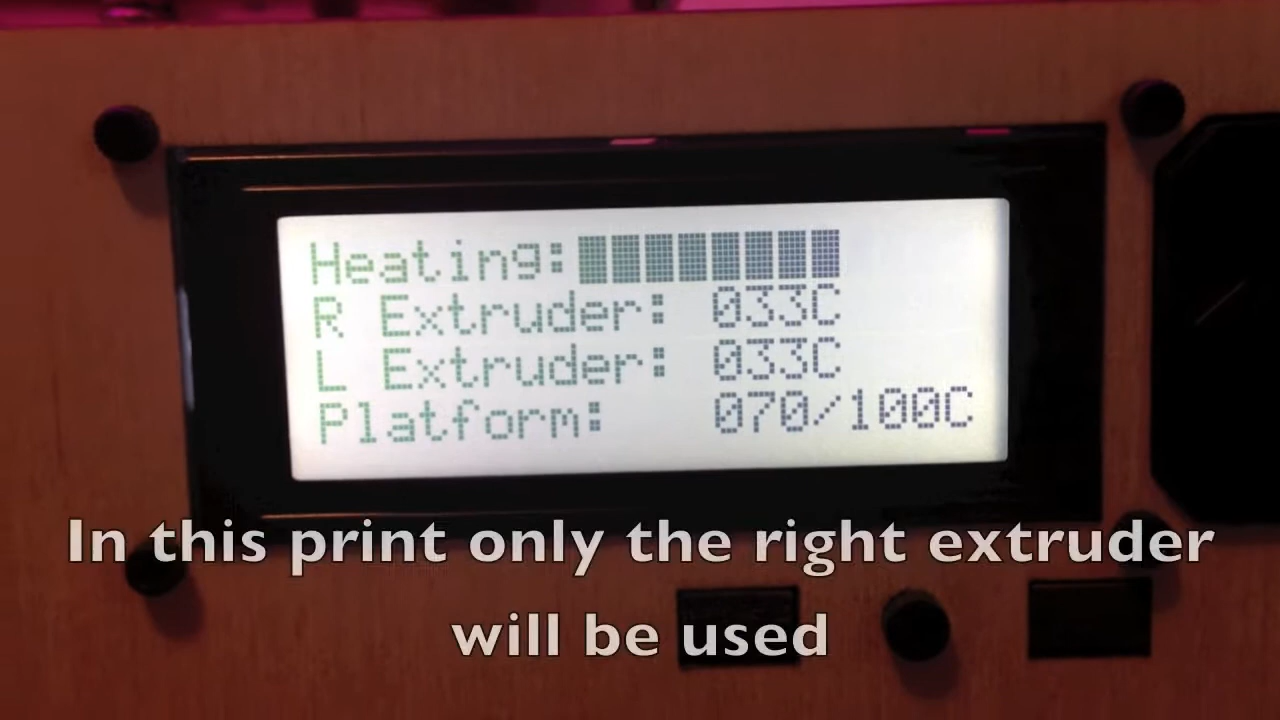 Heating:
R Extruder: 033C
L Extruder: 033C
Platform: 070/100C
In this print only the right extruder
will be used